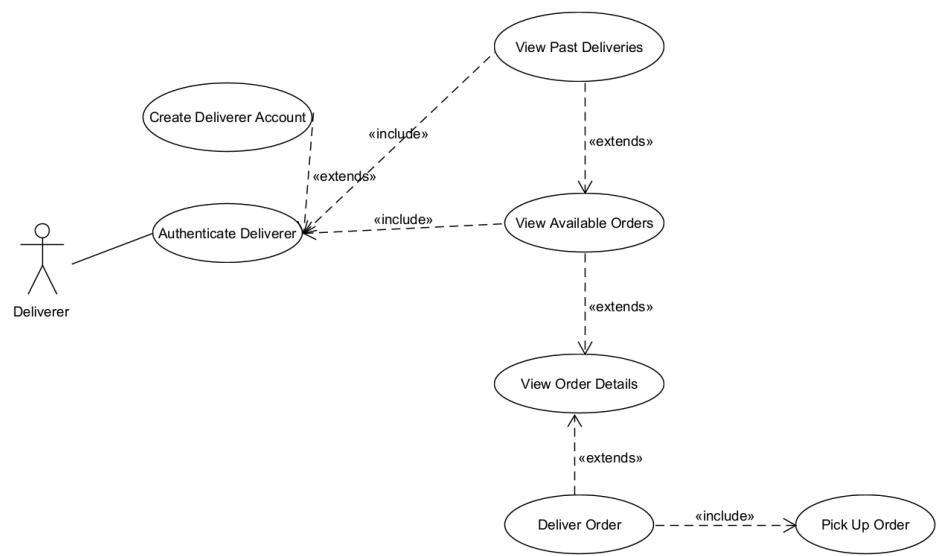 View Past Deliveries
Create Deliverer Account
«include»
«extends»
«extends»
Authenticate Deliverer
«include»
View Available Orders
Deliverer
«extends»
View Order Details
«extends»
Deliver Order
«include»
Pick Up Order